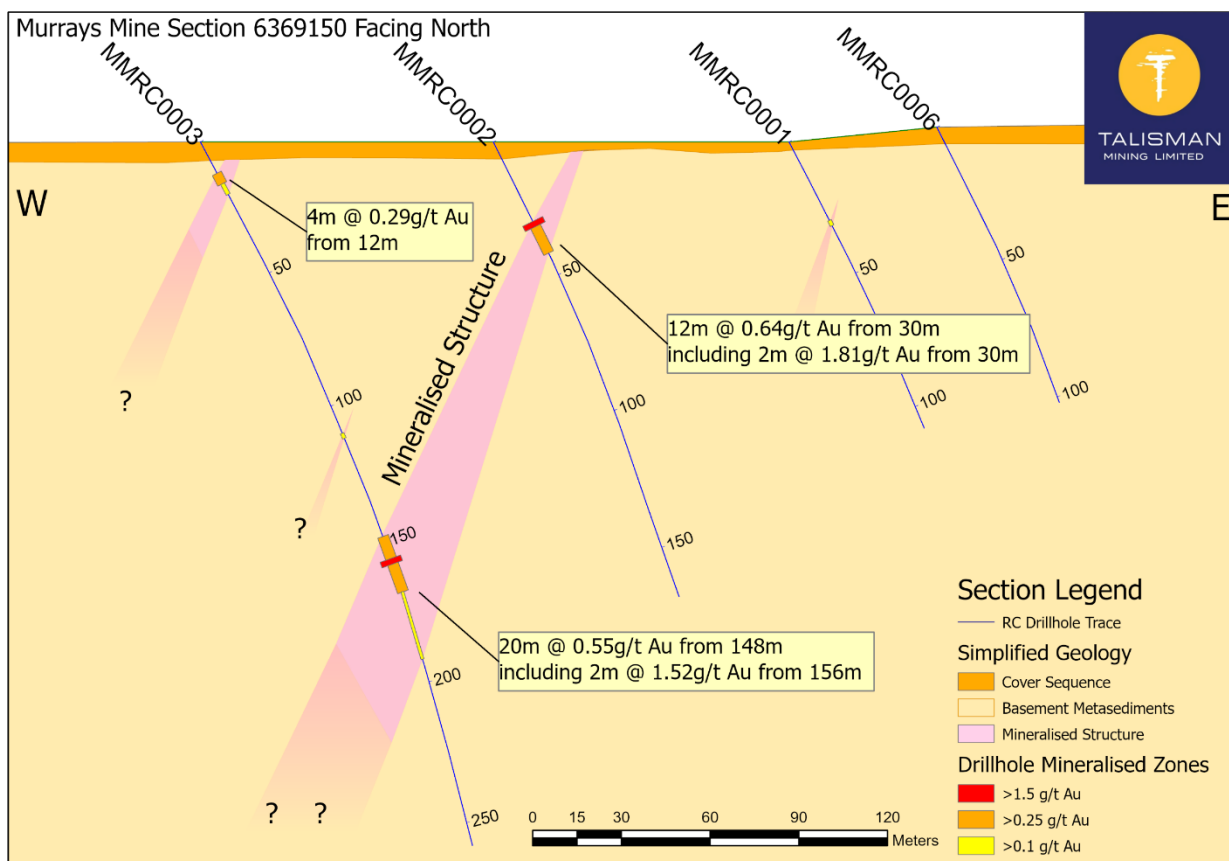 Murrays Mine Section 6369150 Facing North
MMRC0003
MMRC0002
MMRC0001
MMRC0006
TALISMAN
MINING LIMITED
W
E
4m @ 0.29g/t Au
from 12m
50
50
50
50
12m @ 0.64g/t Au from 30m
including 2m @ 1.81g/t Au from 30m
Mineralised Structure
?
100
100
100
100
?
150
150
20m @ 0.55g/t Au from 148m
including 2m @ 1.52g/t Au from 156m
200
? ?
250
0 15 30 60 90 120
Meters
Section Legend
RC Drillhole Trace
Simplified Geology
Cover Sequence
Basement Metasediments
Mineralised Structure
Drillhole Mineralised Zones
>1.5 g/t Au
>0.25 g/t Au
>0.1 g/t Au